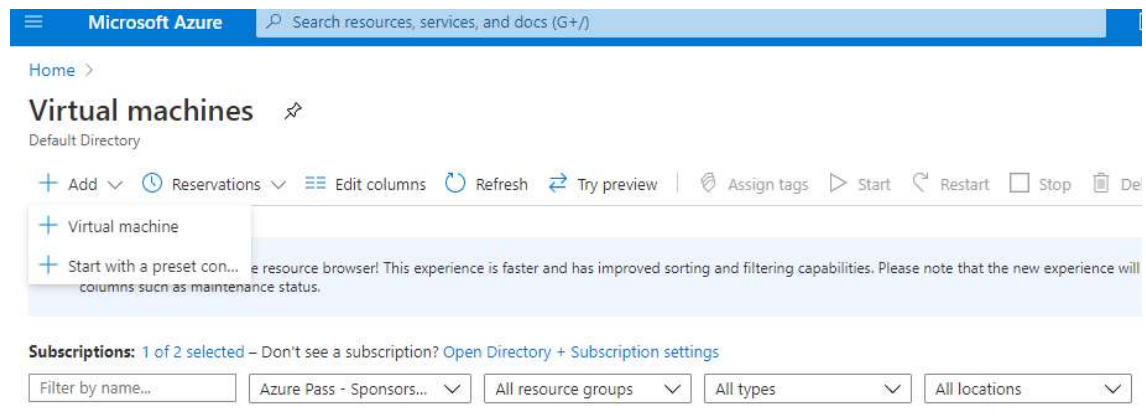 Microsoft Azure
Search resources, services, and docs (G+/)
Home >
Virtual machines
Default Directory
Add Reservations Edit columns Refresh Try preview Assign tags Start Restart Stop
Virtual machine
Start with a preset con... e resource browser! This experience is faster and has improved sorting and filtering capabilities. Please note that the new experience will
columns such as maintenance status.
Subscriptions: 1 of 2 selected – Don't see a subscription? Open Directory + Subscription settings
Filter by name... Azure Pass - Sponsors... All resource groups All types All locations